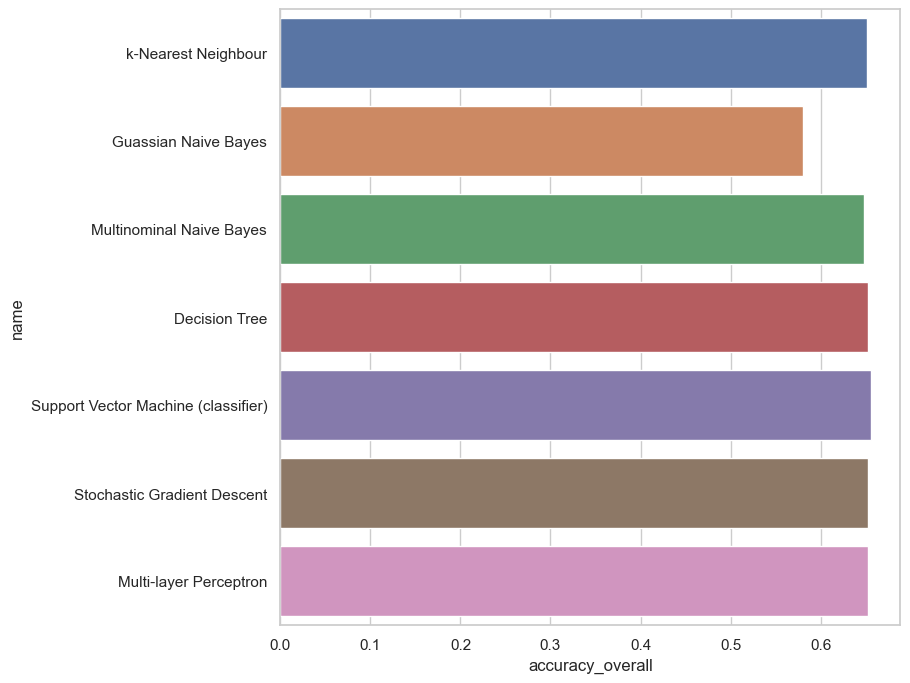 k-Nearest Neighbour
Guassian Naive Bayes
Multinominal Naive Bayes
Decision Tree
Support Vector Machine (classifier)
Stochastic Gradient Descent
Multi-layer Perceptron
name
0.0 0.1 0.2 0.3 0.4 0.5 0.6
accuracy_overall